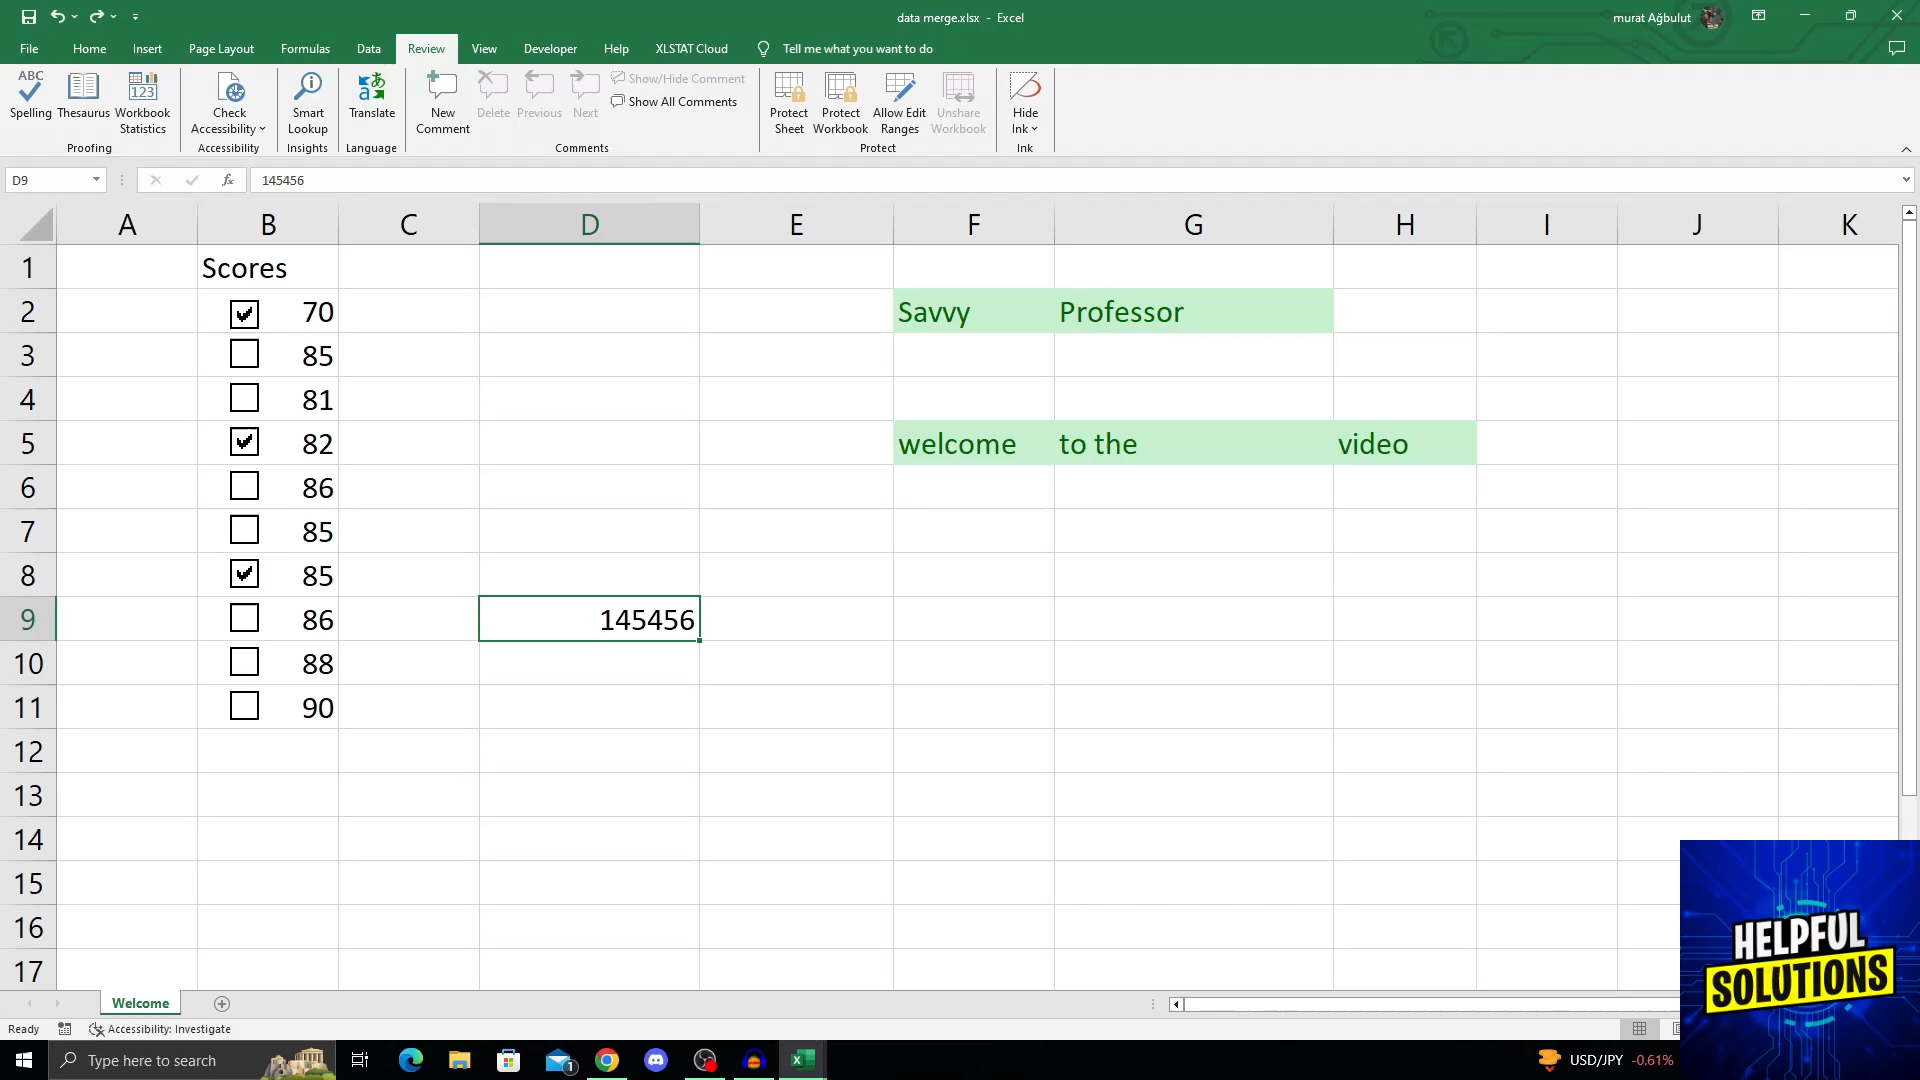 data merge.xlsx - Excel
murat Ağbulut
File Home Insert Page Layout Formulas Data Review View Developer Help XLSTAT Cloud Tell me what you want to do
ABC
Spelling
Thesaurus
123
Workbook
Statistics
Proofing
Check
Accessibility
Accessibility
Smart
Lookup
Insights
Translate
Language
New
Comment
Delete
Previous
Next
Show/Hide Comment
Show All Comments
Comments
Protect
Sheet
Protect
Workbook
Allow Edit
Ranges
Unshare
Workbook
Protect
Hide
Ink
Ink
D9 fx 145456
A B C D E F G H I J K
1 Scores
2 70 Savvy Professor
3 85
4 81
5 82 welcome to the video
6 86
7 85
8 85
9 86 145456
10 88
11 90
12
13
14
15
16
17
Welcome
Ready Accessibility: Investigate
HELPFUL
SOLUTIONS
Type here to search
1
USD/JPY -0.61%